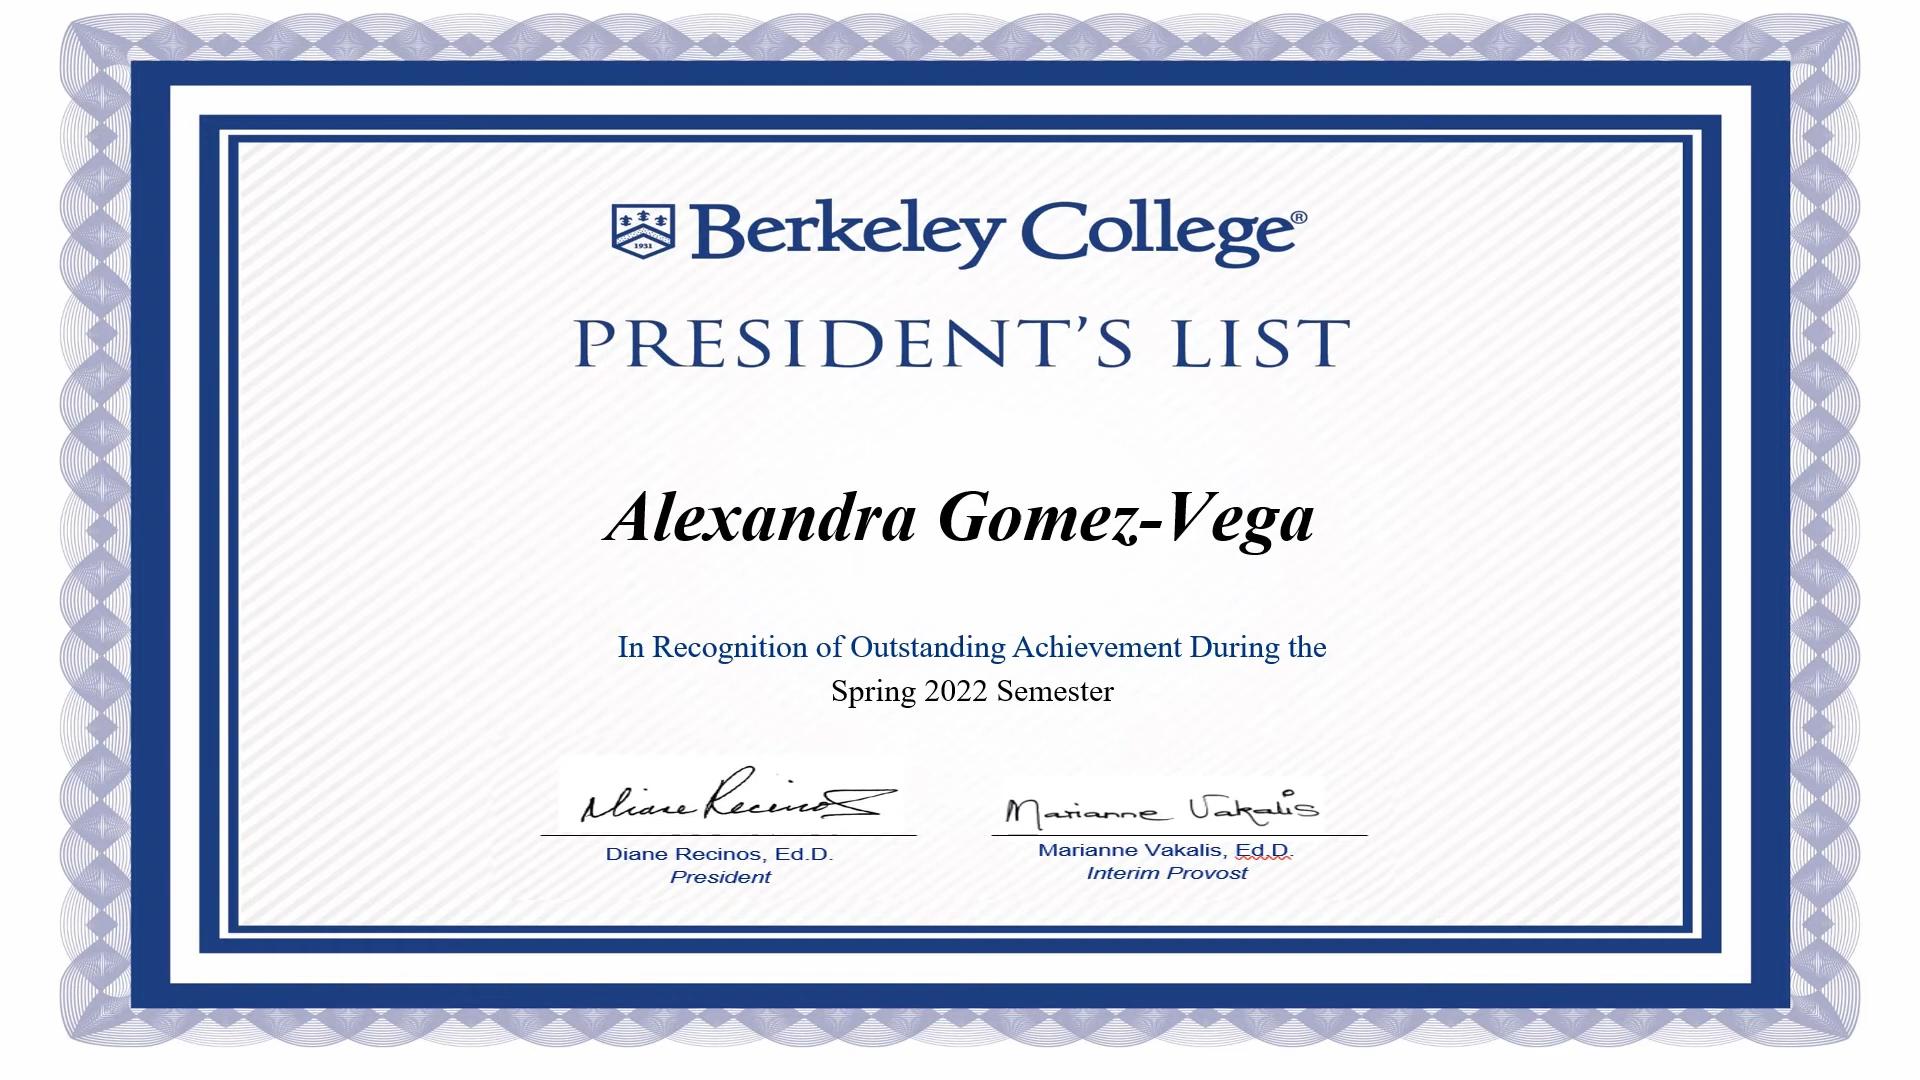 1931
Berkeley College®
PRESIDENT'S LIST
Alexandra Gomez-Vega
In Recognition of Outstanding Achievement During the
Spring 2022 Semester
Diane Recinos
Marianne Vakalis
Diane Recinos, Ed.D.
Marianne Vakalis, Ed.D.
President
Interim Provost